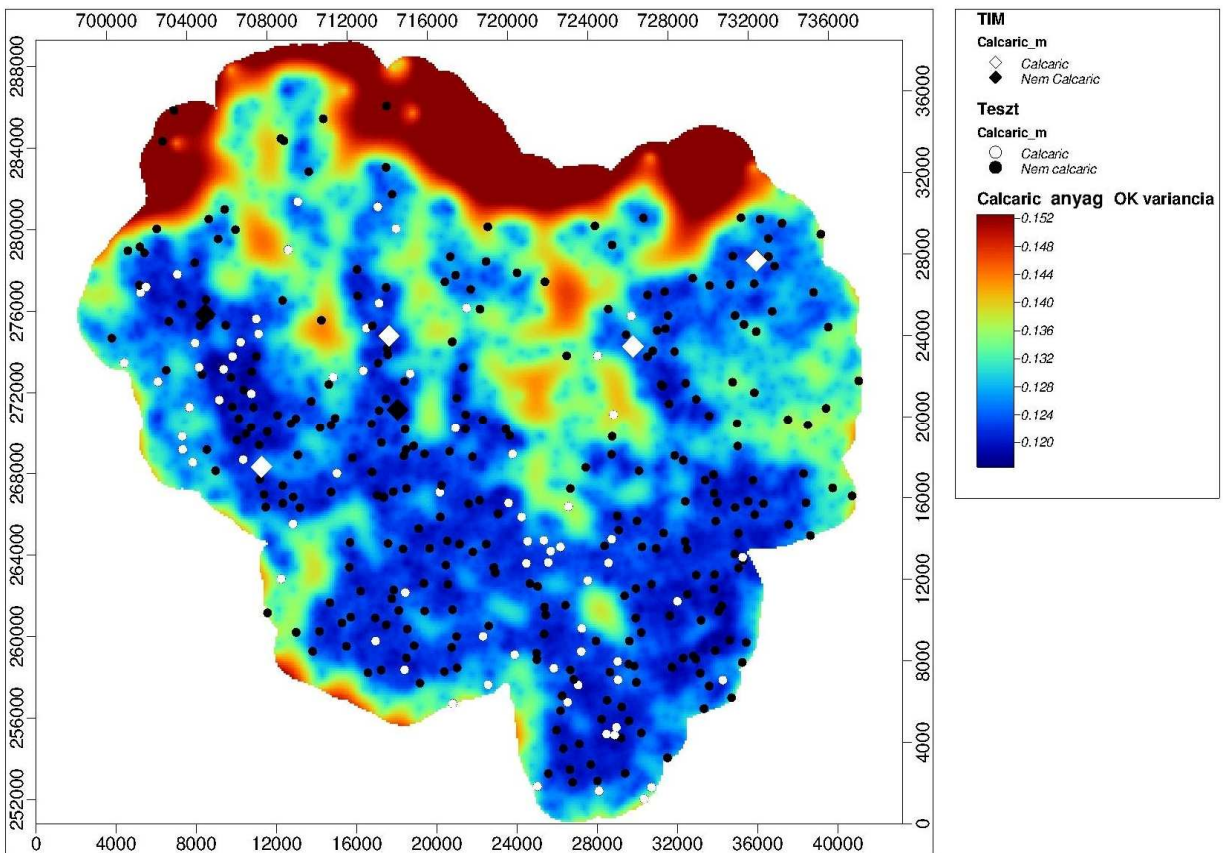 700000 704000 708000 712000 716000 720000 724000 728000 732000 736000
288000
284000
280000
276000
272000
268000
264000
260000
256000
252000
36000
32000
28000
24000
20000
16000
12000
8000
4000
0
0 4000 8000 12000 16000 20000 24000 28000 32000 36000 40000
TIM
Calcaric_m
Calcaric
Nem Calcaric
Teszt
Calcaric_m
Calcaric
Nem calcaric
Calcaric anyag OK variancia
0.152
0.148
0.144
0.140
0.136
0.132
0.128
0.124
0.120